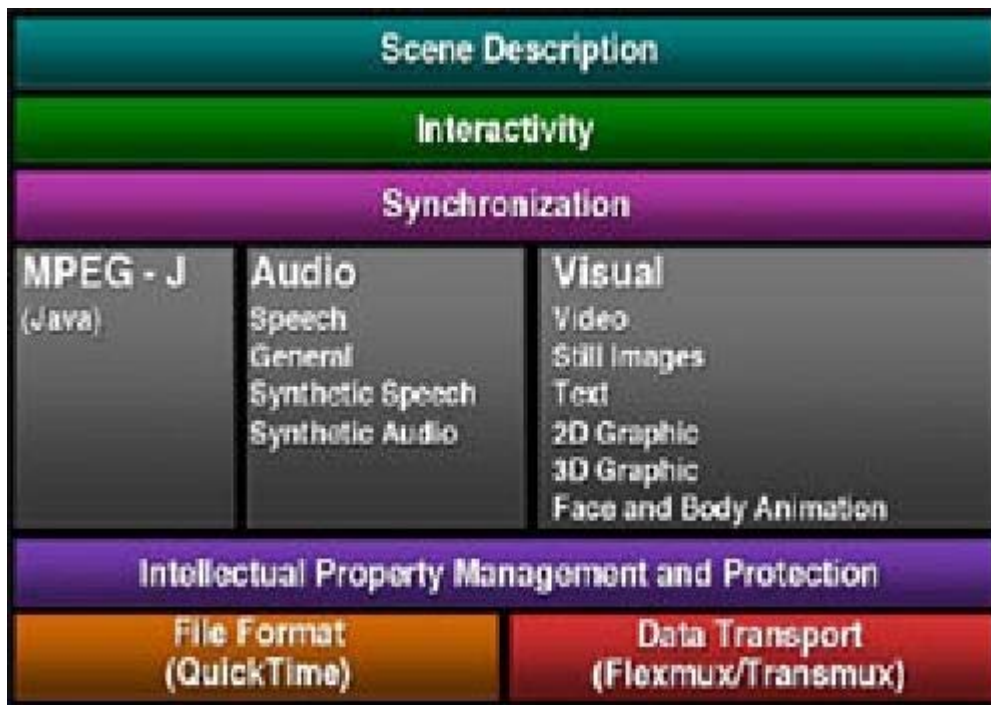 Scene Description
Interactivity
Synchronization
MPEG - J
(Java)
Audio
Speech
General
Synthetic Speech
Synthetic Audio
Visual
Video
Still Images
Text
2D Graphic
3D Graphic
Face and Body Animation
Intellectual Property Management and Protection
File Format
(QuickTime)
Data Transport
(Flexmux/Transmux)